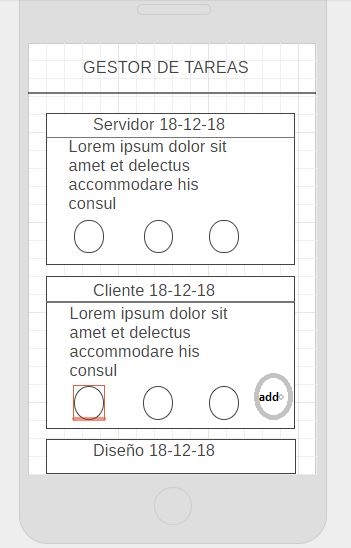 GESTOR DE TAREAS
Servidor 18-12-18
Lorem ipsum dolor sit
amet et delectus
accommodare his
consul
Cliente 18-12-18
Lorem ipsum dolor sit
amet et delectus
accommodare his
consul
add
Diseño 18-12-18